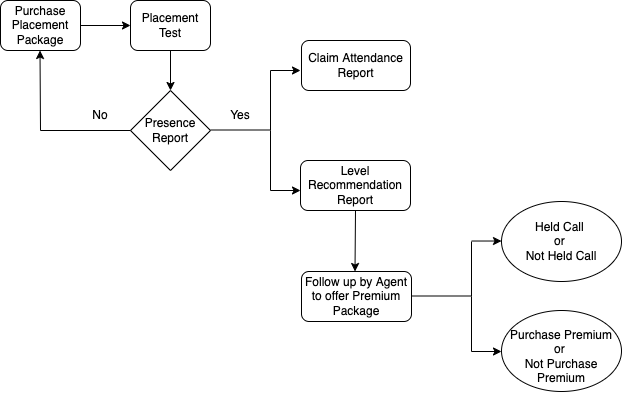 Purchase
Placement
Package
Placement
Test
Claim Attendance
Report
No
Yes
Presence
Report
Level
Recommendation
Report
Held Call
or
Not Held Call
Follow up by Agent
to offer Premium
Package
Purchase Premium
or
Not Purchase
Premium